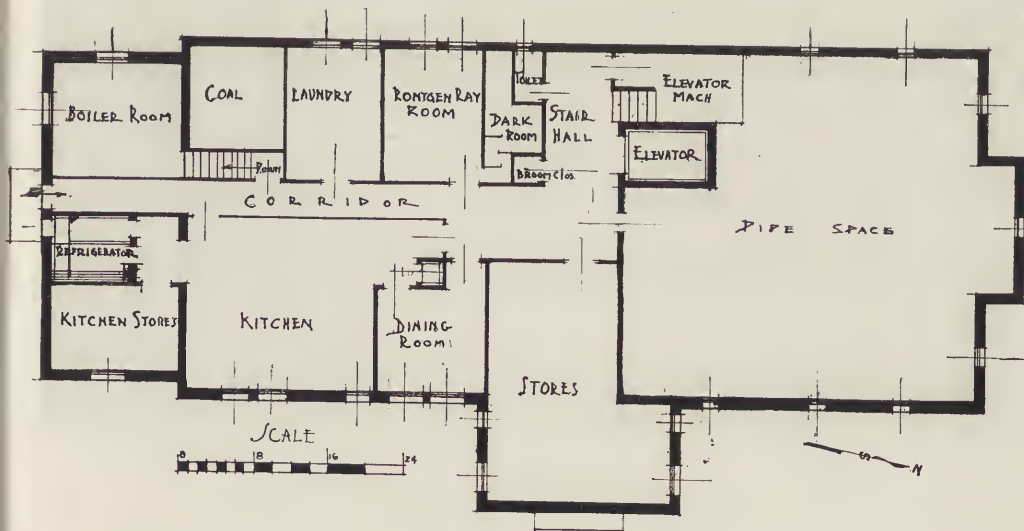 BOILER ROOM
COAL
LAUNDRY
RONTGEN RAY
ROOM
TOILET
DARK
ROOM
STAIR
HALL
BROOM CLOS
ELEVATOR
MACH
ELEVATOR
CORRIDOR
PIPE SPACE
REFRIGERATOR
KITCHEN STORES
KITCHEN
DINING
ROOM
STORES
SCALE
8 8 16 24
S N